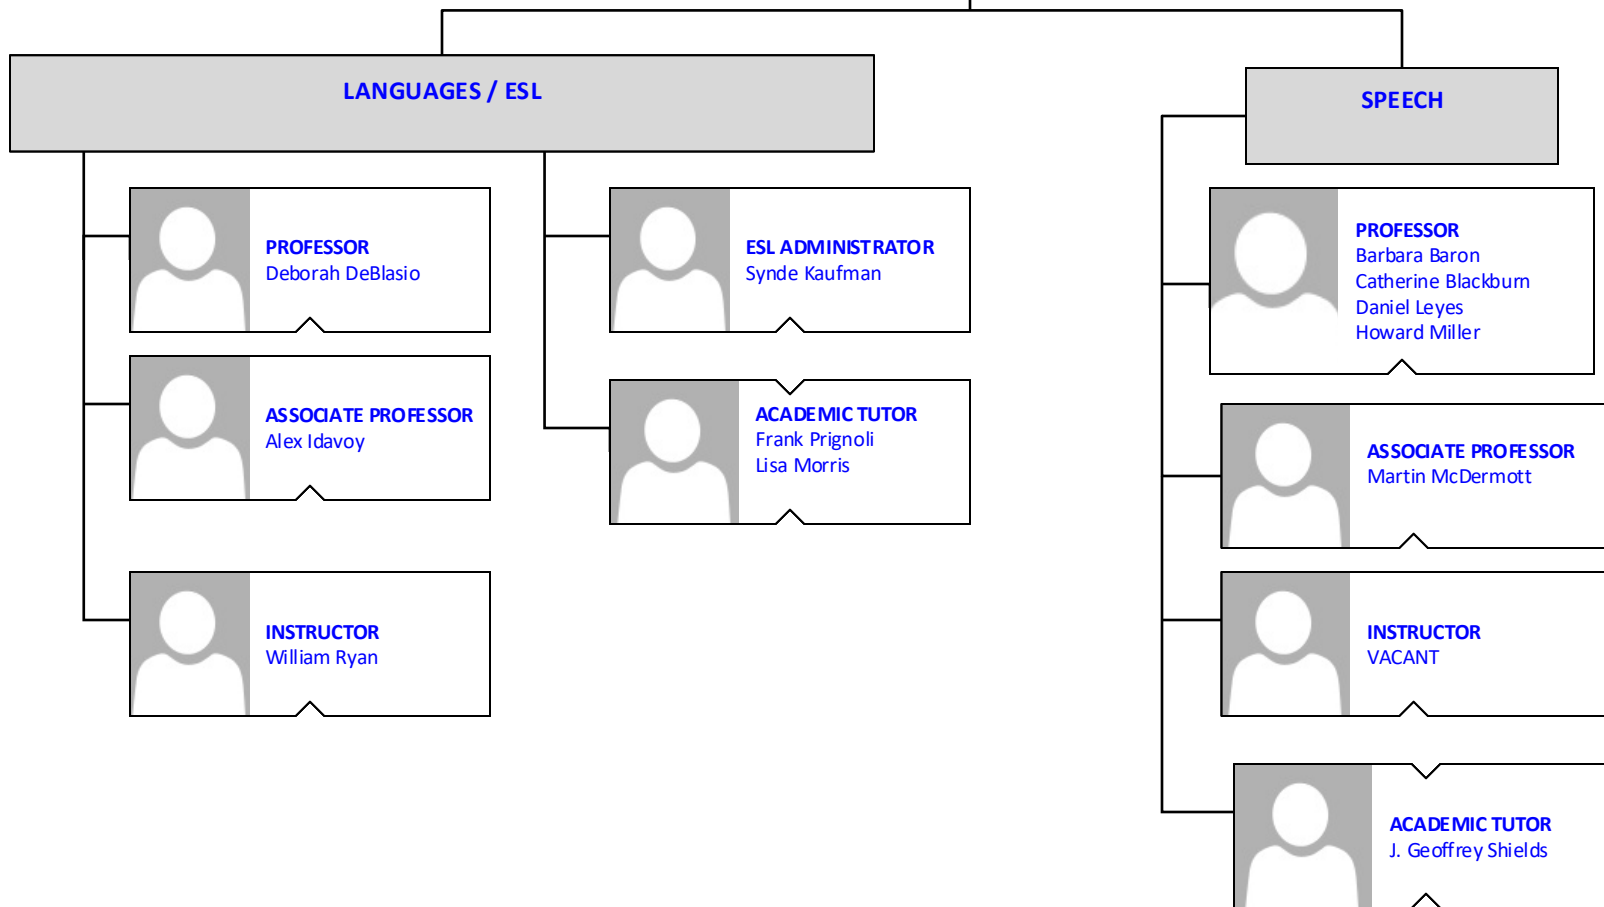 LANGUAGES / ESL
PROFESSOR
Deborah DeBlasio
ASSOCIATE PROFESSOR
Alex Idavoy
INSTRUCTOR
William Ryan
ESL ADMINISTRATOR
Synde Kaufman
ACADEMIC TUTOR
Frank Prignoli
Lisa Morris
SPEECH
PROFESSOR
Barbara Baron
Catherine Blackburn
Daniel Leyes
Howard Miller
ASSOCIATE PROFESSOR
Martin McDermott
INSTRUCTOR
VACANT
ACADEMIC TUTOR
J. Geoffrey Shields